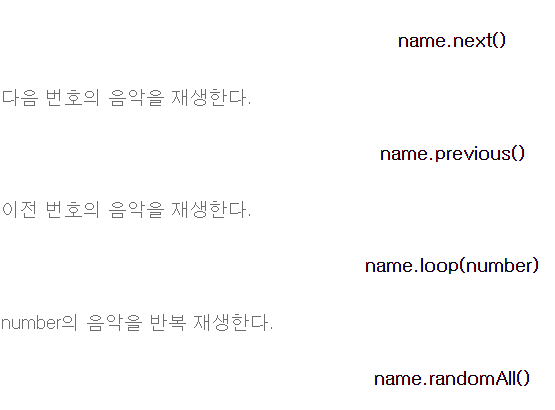 name.next()
다음 번호의 음악을 재생한다.
name.previous()
이전 번호의 음악을 재생한다.
name.loop(number)
number의 음악을 반복 재생한다.
name.randomAll()